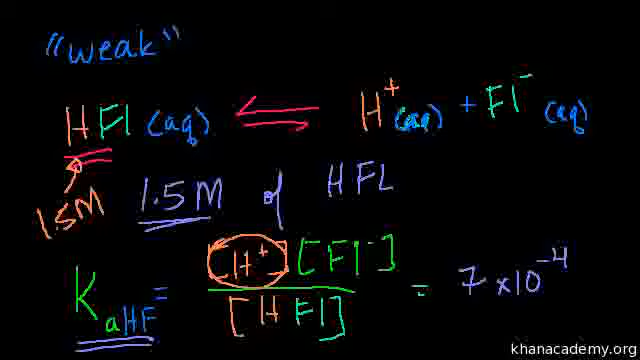 "weak"
HFl (aq) ⇌ H⁺(aq) + Fl⁻ (aq)
1.5M
1.5M of HFL
KaHF = [H⁺] [Fl⁻] / [HFl] = 7 × 10⁻⁴
khanacademy.org